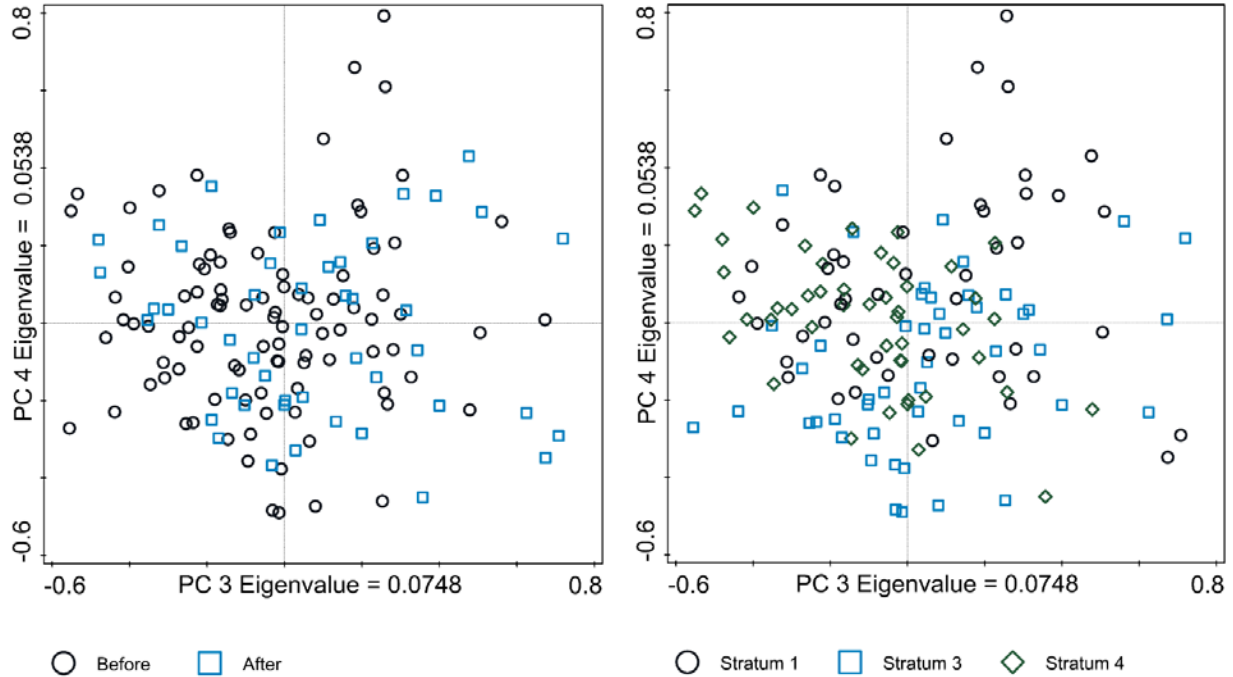 0.8
PC 4 Eigenvalue = 0.0538
-0.6
-0.6
PC 3 Eigenvalue = 0.0748
0.8
Before
After
0.8
PC 4 Eigenvalue = 0.0538
-0.6
-0.6
PC 3 Eigenvalue = 0.0748
0.8
Stratum 1
Stratum 3
Stratum 4